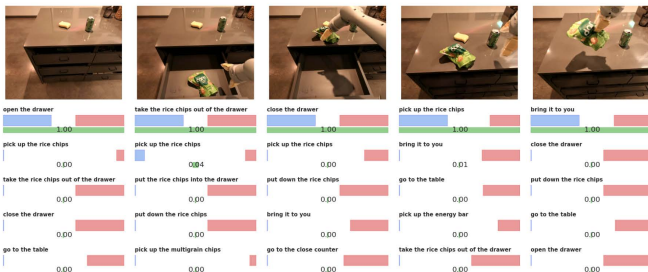 open the drawer
take the rice chips out of the drawer
close the drawer
pick up the rice chips
bring it to you
1.00
1.00
1.00
1.00
1.00
pick up the rice chips
pick up the rice chips
pick up the rice chips
bring it to you
close the drawer
0.00
0.04
0.00
0.01
0.00
take the rice chips out of the drawer
put the rice chips into the drawer
put down the rice chips
go to the table
put down the rice chips
0.00
0.00
0.00
0.00
0.00
close the drawer
put down the rice chips
bring it to you
pick up the energy bar
go to the table
0.00
0.00
0.00
0.00
0.00
go to the table
pick up the multigrain chips
go to the close counter
take the rice chips out of the drawer
open the drawer
0.00
0.00
0.00
0.00
0.00